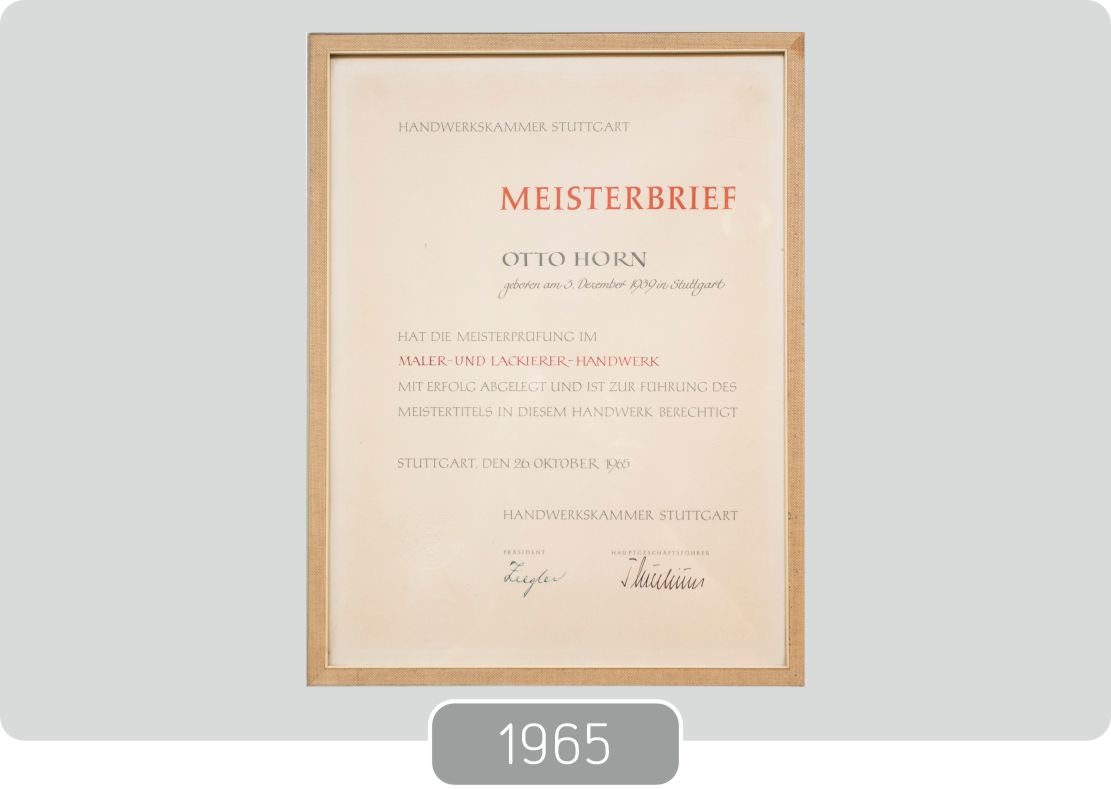 HANDWERKSKAMMER STUTTGART
MEISTERBRIEF
OTTO HORN
geboren am 3. Dezember 1939 in Stuttgart
HAT DIE MEISTERPRÜFUNG IM
MALER- UND LACKIERER-HANDWERK
MIT ERFOLG ABGELEGT UND IST ZUR FÜHRUNG DES
MEISTERTITELS IN DIESEM HANDWERK BERECHTIGT
STUTTGART, DEN 26. OKTOBER 1965
HANDWERKSKAMMER STUTTGART
PRÄSIDENT HAUPTGESCHÄFTSFÜHRER
Ziegler
1965